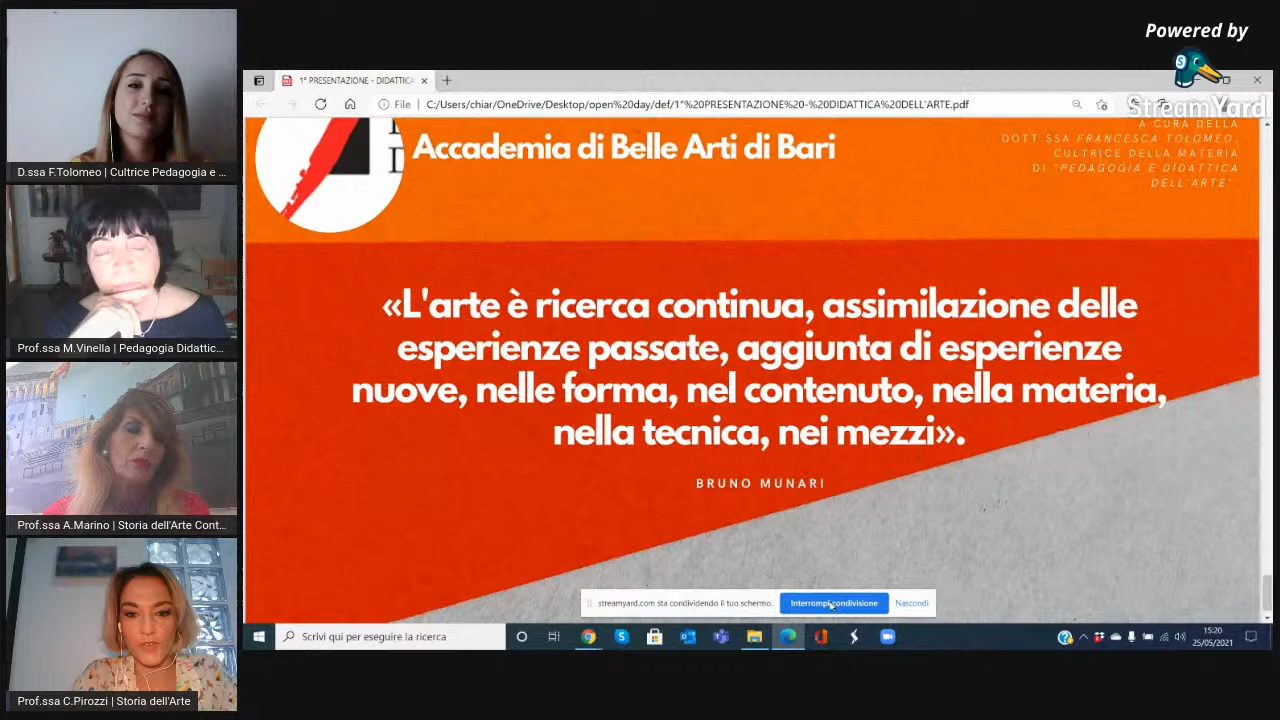 Powered by
StreamYard
D.ssa F.Tolomeo | Cultrice Pedagogia e ...
Prof.ssa M.Vinella | Pedagogia Didattic...
Prof.ssa A.Marino | Storia dell'Arte Cont...
Prof.ssa C.Pirozzi | Storia dell'Arte
1° PRESENTAZIONE - DIDATTICA
File
C:/Users/chiar/OneDrive/Desktop/open%20day/def/1°%20PRESENTAZIONE%20-%20DIDATTICA%20DELL'ARTE.pdf
Accademia di Belle Arti di Bari
A CURA DELLA
DOTT.SSA FRANCESCA TOLOMEO,
CULTRICE DELLA MATERIA
DI "PEDAGOGIA E DIDATTICA
DELL'ARTE"
«L'arte è ricerca continua, assimilazione delle
esperienze passate, aggiunta di esperienze
nuove, nelle forma, nel contenuto, nella materia,
nella tecnica, nei mezzi».
BRUNO MUNARI
streamyard.com sta condividendo il tuo schermo.
Interrompi condivisione
Nascondi
Scrivi qui per eseguire la ricerca
15:20
25/05/2021